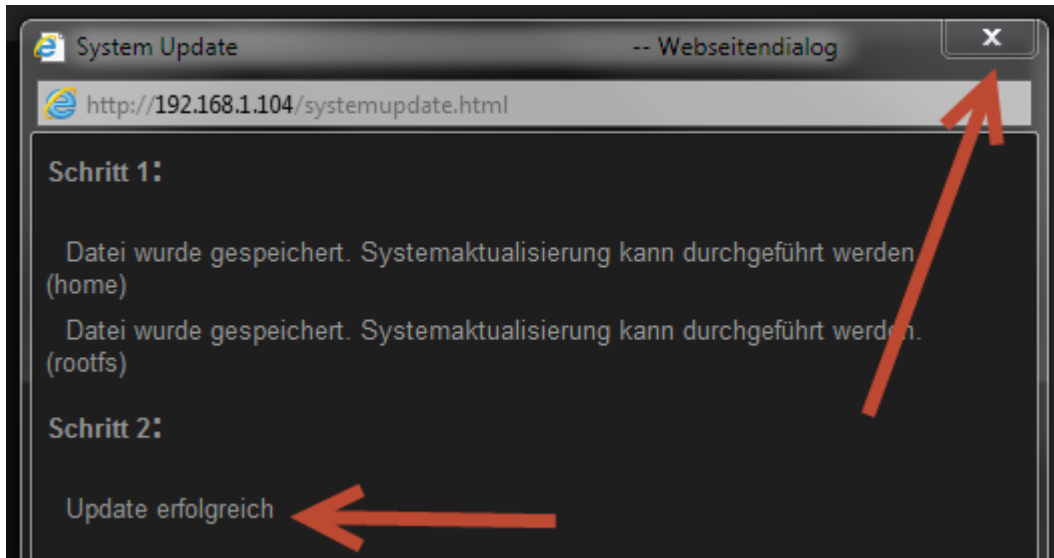 System Update -- Webseitendialog
x
http://192.168.1.104/systemupdate.html
Schritt 1:
Datei wurde gespeichert. Systemaktualisierung kann durchgeführt werden.
(home)
Datei wurde gespeichert. Systemaktualisierung kann durchgeführt werden.
(rootfs)
Schritt 2:
Update erfolgreich